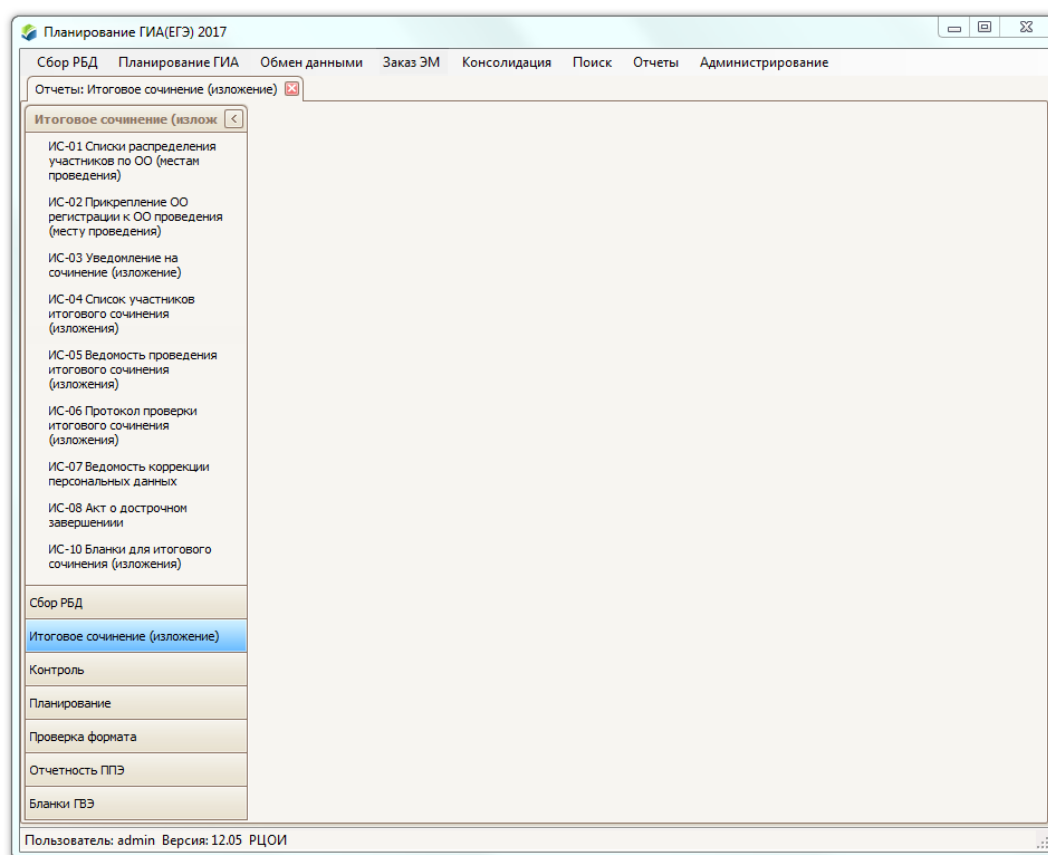 Планирование ГИА(ЕГЭ) 2017
Сбор РБД Планирование ГИА Обмен данными Заказ ЭМ Консолидация Поиск Отчеты Администрирование
Отчеты: Итоговое сочинение (изложение)
Итоговое сочинение (излож
ИС-01 Списки распределения
участников по ОО (местам
проведения)
ИС-02 Прикрепление ОО
регистрации к ОО проведения
(месту проведения)
ИС-03 Уведомление на
сочинение (изложение)
ИС-04 Список участников
итогового сочинения
(изложения)
ИС-05 Ведомость проведения
итогового сочинения
(изложения)
ИС-06 Протокол проверки
итогового сочинения
(изложения)
ИС-07 Ведомость коррекции
персональных данных
ИС-08 Акт о дострочном
завершениии
ИС-10 Бланки для итогового
сочинения (изложения)
Сбор РБД
Итоговое сочинение (изложение)
Контроль
Планирование
Проверка формата
Отчетность ППЭ
Бланки ГВЭ
Пользователь: admin Версия: 12.05 РЦОИ